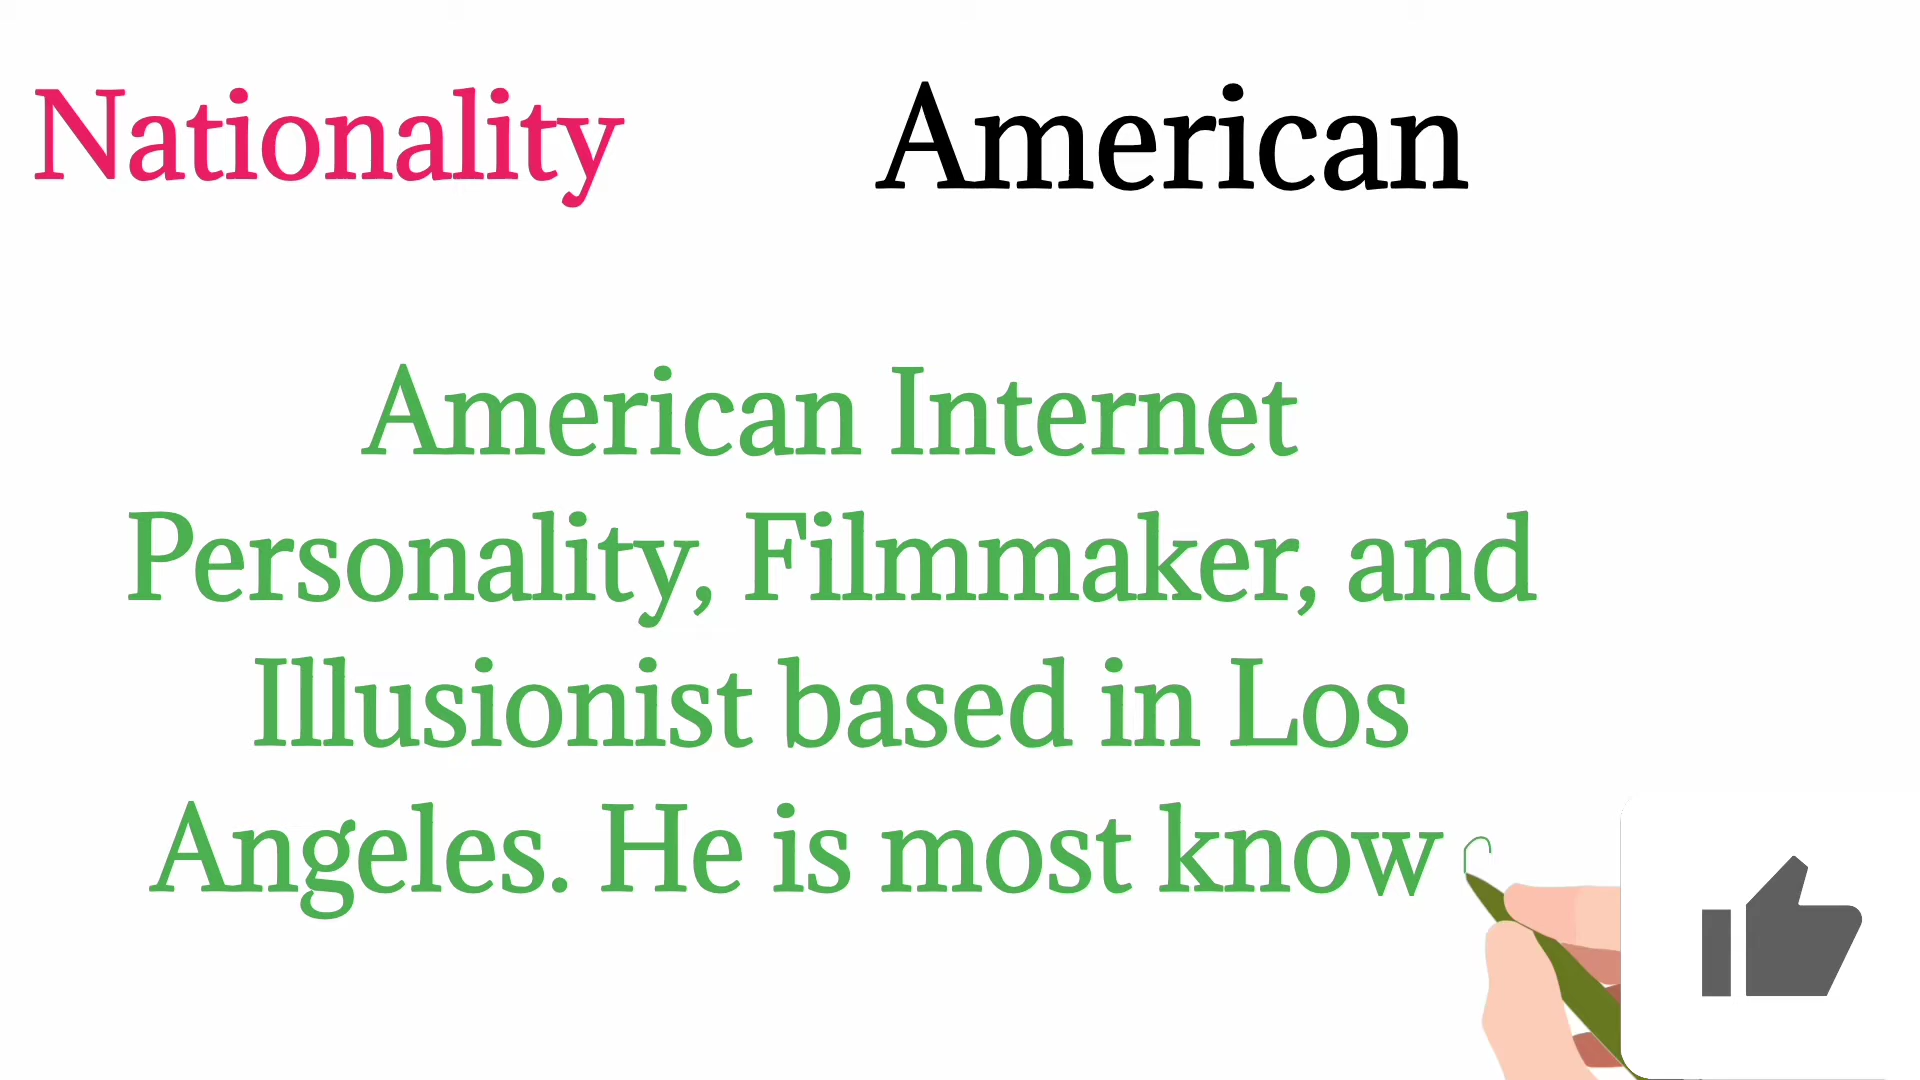 Nationality American
American Internet
Personality, Filmmaker, and
Illusionist based in Los
Angeles. He is most know